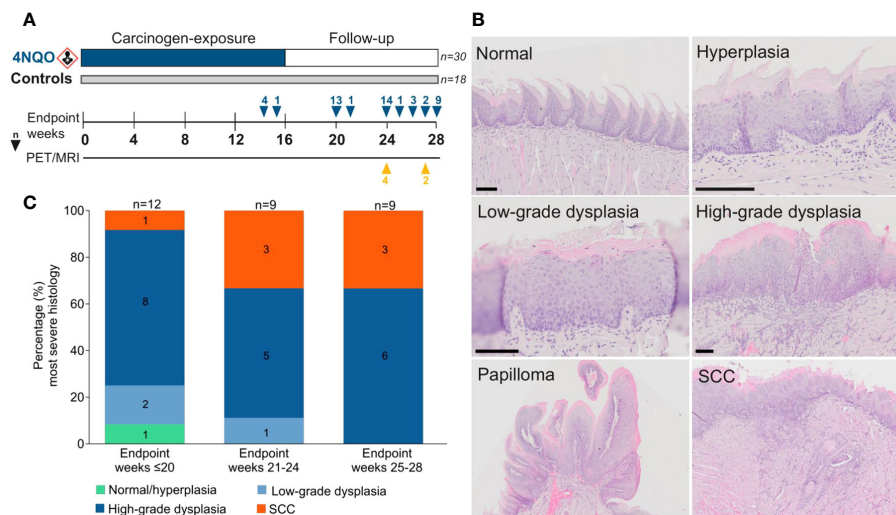 A
Carcinogen-exposure Follow-up
4NQO n=30
Controls n=18
4 1 13 1 14 1 3 2 9
Endpoint
weeks
0 4 8 12 16 20 24 28
n
PET/MRI
4 2
B
Normal
Hyperplasia
Low-grade dysplasia
High-grade dysplasia
Papilloma
SCC
C
n=12 n=9 n=9
Percentage (%)
most severe histology
100
80
60
40
20
0
1
8
2
1
3
5
1
3
6
Endpoint
weeks ≤20
Endpoint
weeks 21-24
Endpoint
weeks 25-28
Normal/hyperplasia
Low-grade dysplasia
High-grade dysplasia
SCC